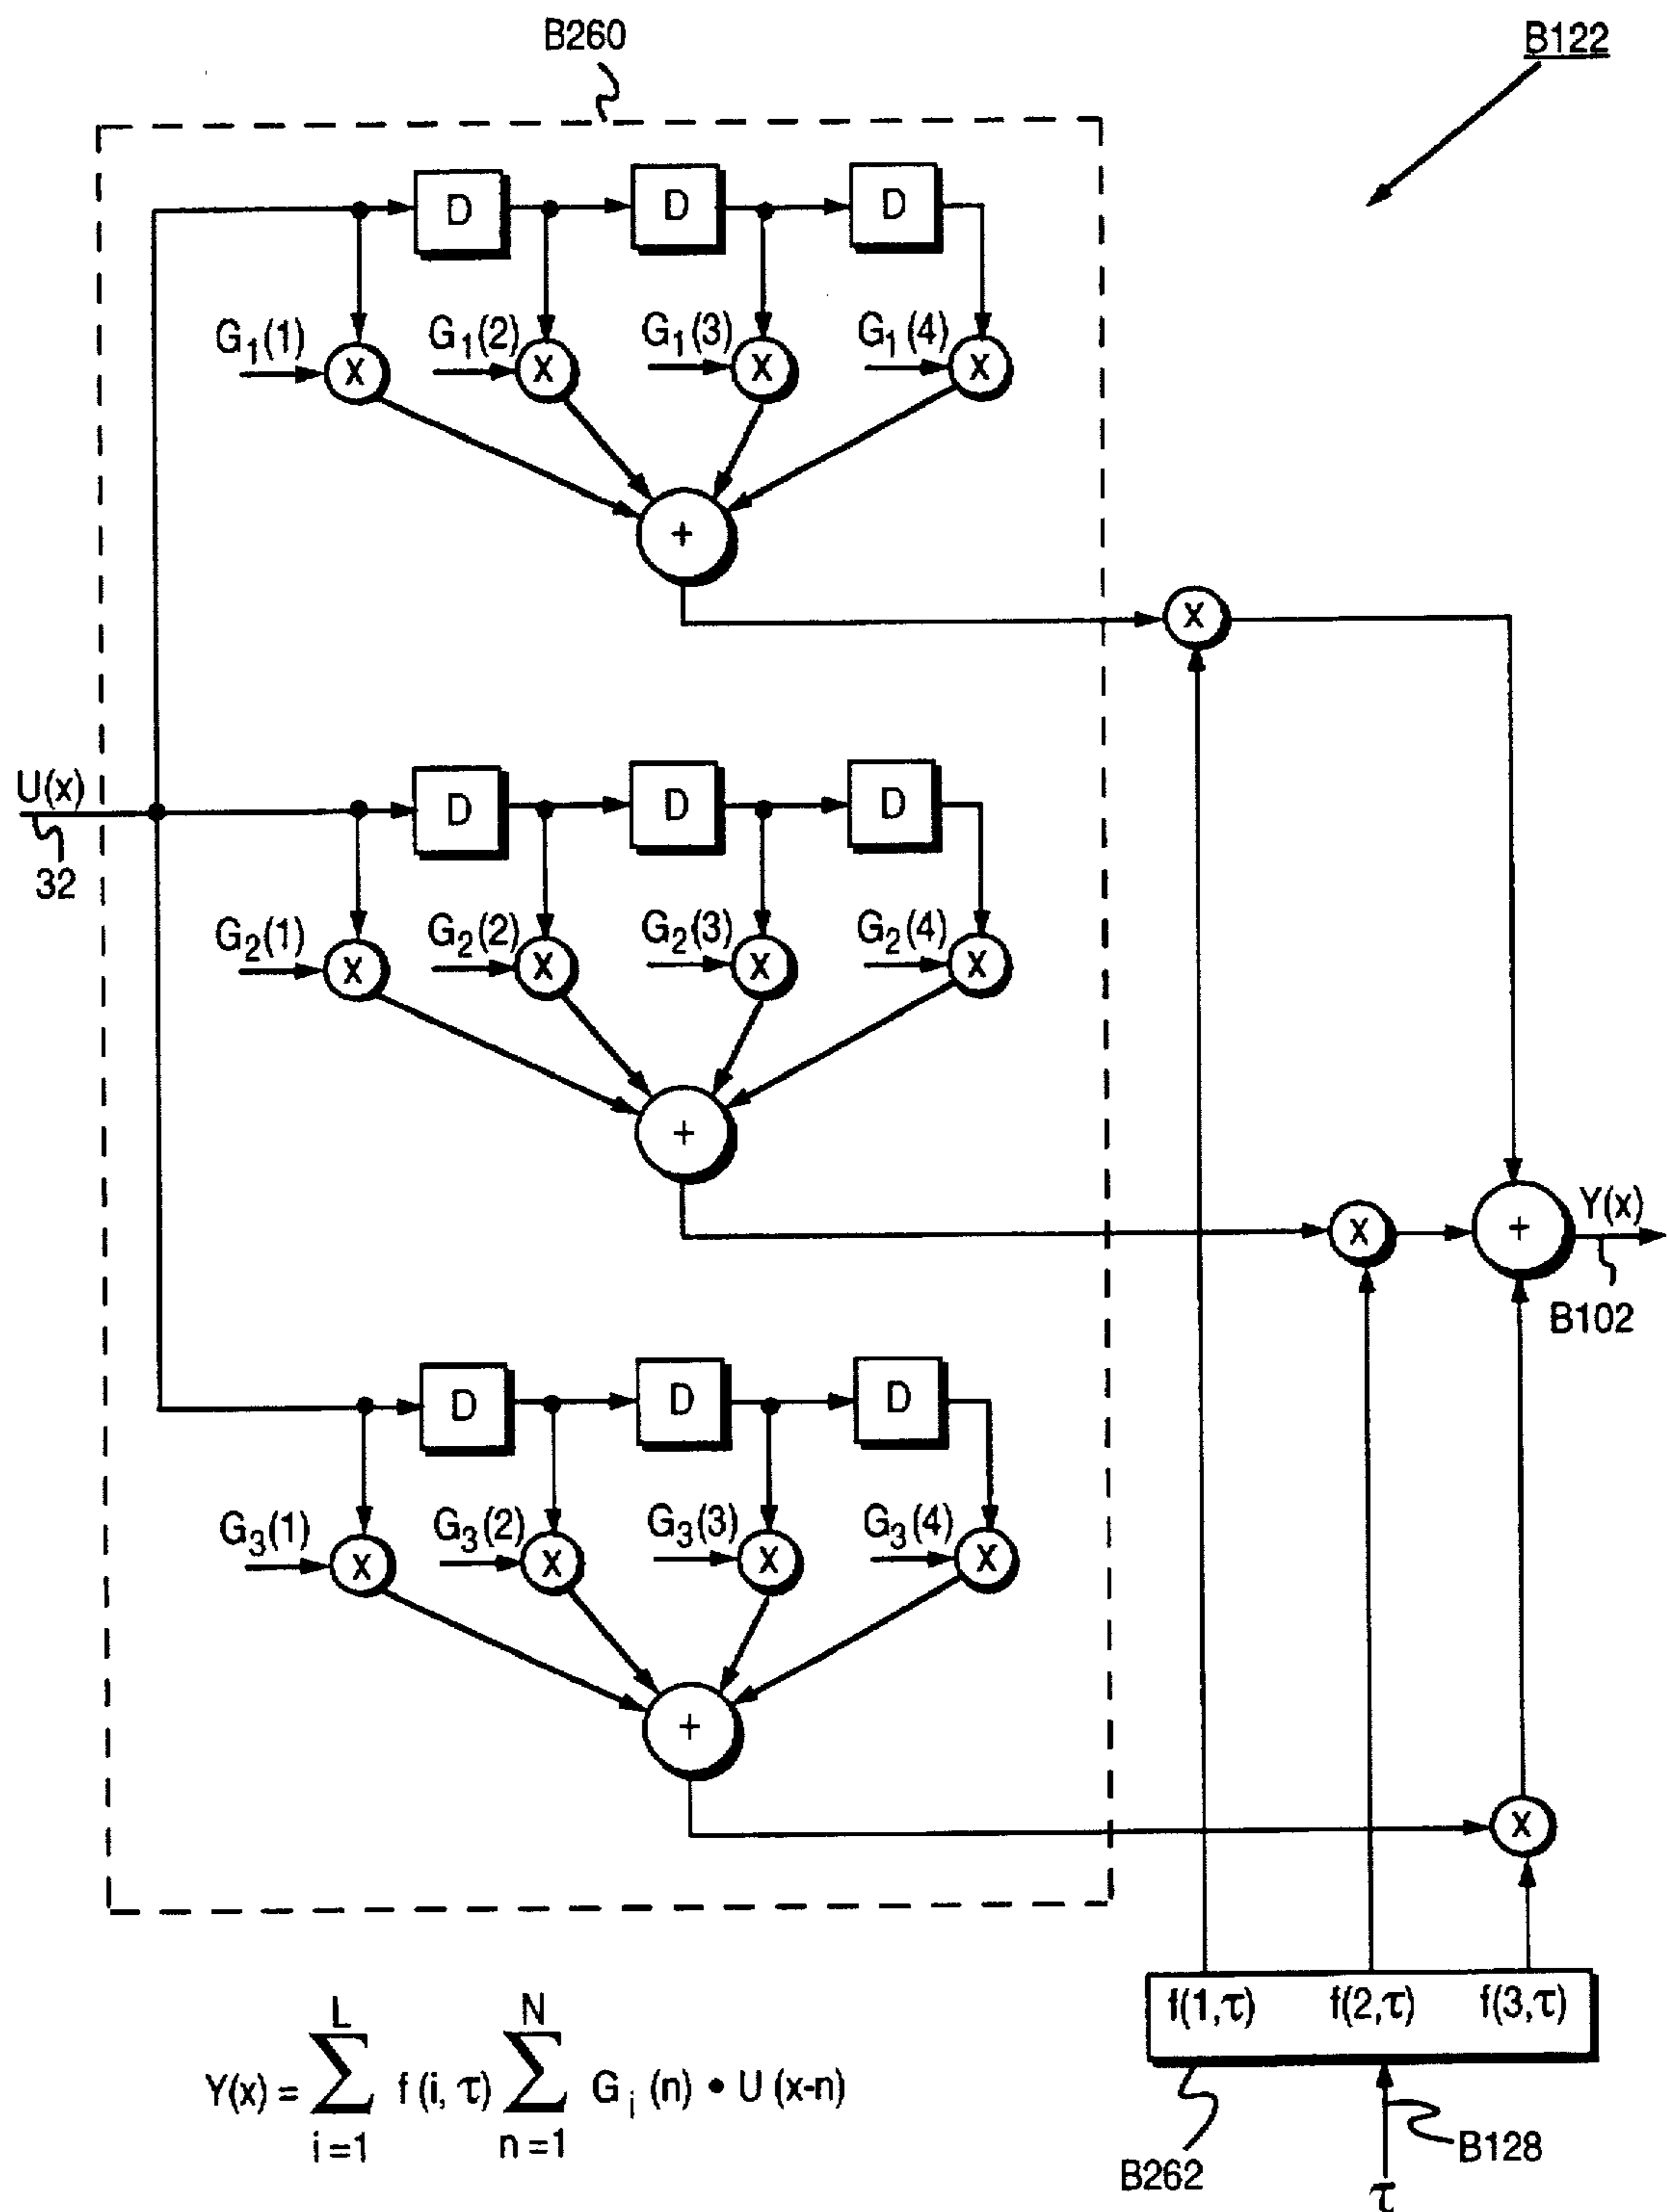 B260
B122
D D D
G₁(1) G₁(2) G₁(3) G₁(4)
X X X X
+
X
U(x)
32
D D D
G₂(1) G₂(2) G₂(3) G₂(4)
X X X X
+
X
+
Y(x)
B102
D D D
G₃(1) G₃(2) G₃(3) G₃(4)
X X X X
+
X
f(1,τ) f(2,τ) f(3,τ)
B262
B128
τ
Y(x) = ∑_{i=1}^{L} f(i, τ) ∑_{n=1}^{N} G_i(n) • U(x-n)